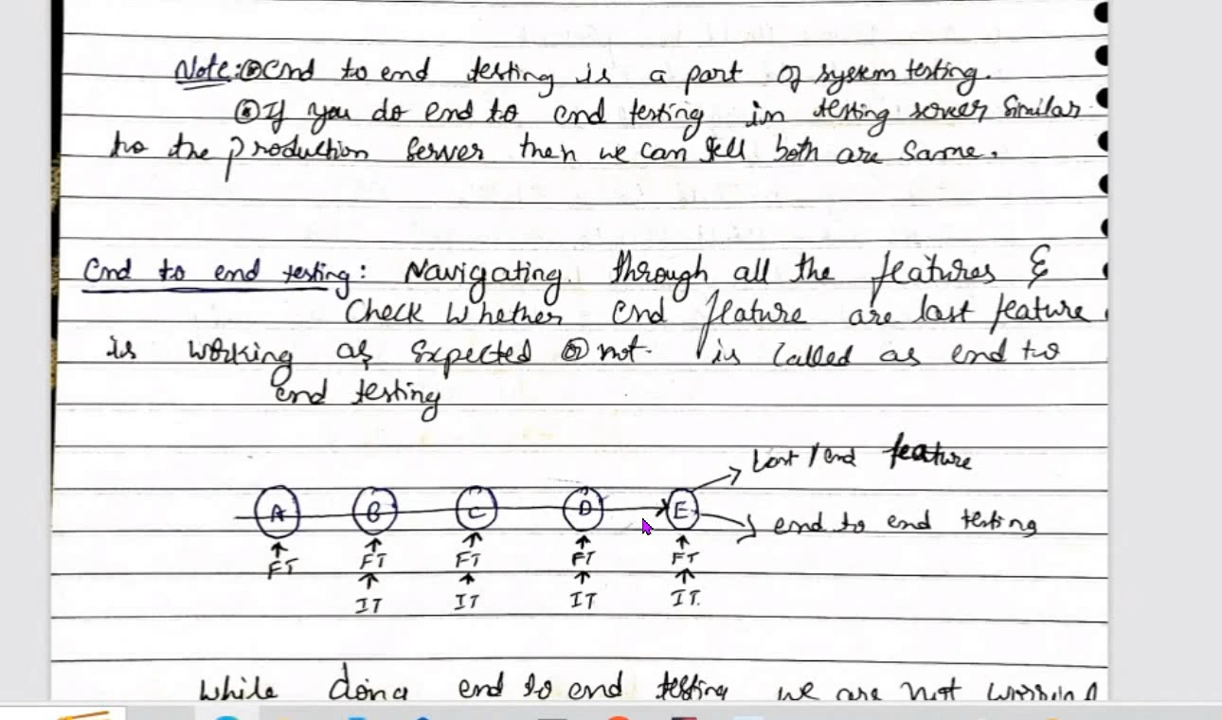 Note: ① end to end testing is a part of system testing.
② If you do end to end testing in testing server similar
to the production server then we can tell both are same.
end to end testing: Navigating through all the features &
Check whether end feature are last feature
is working as expected or not. is called as end to
end testing
Last/end feature
A B C D E
end to end testing
FT FT FT FT FT
IT IT IT IT.
while doing end to end testing we are not worried